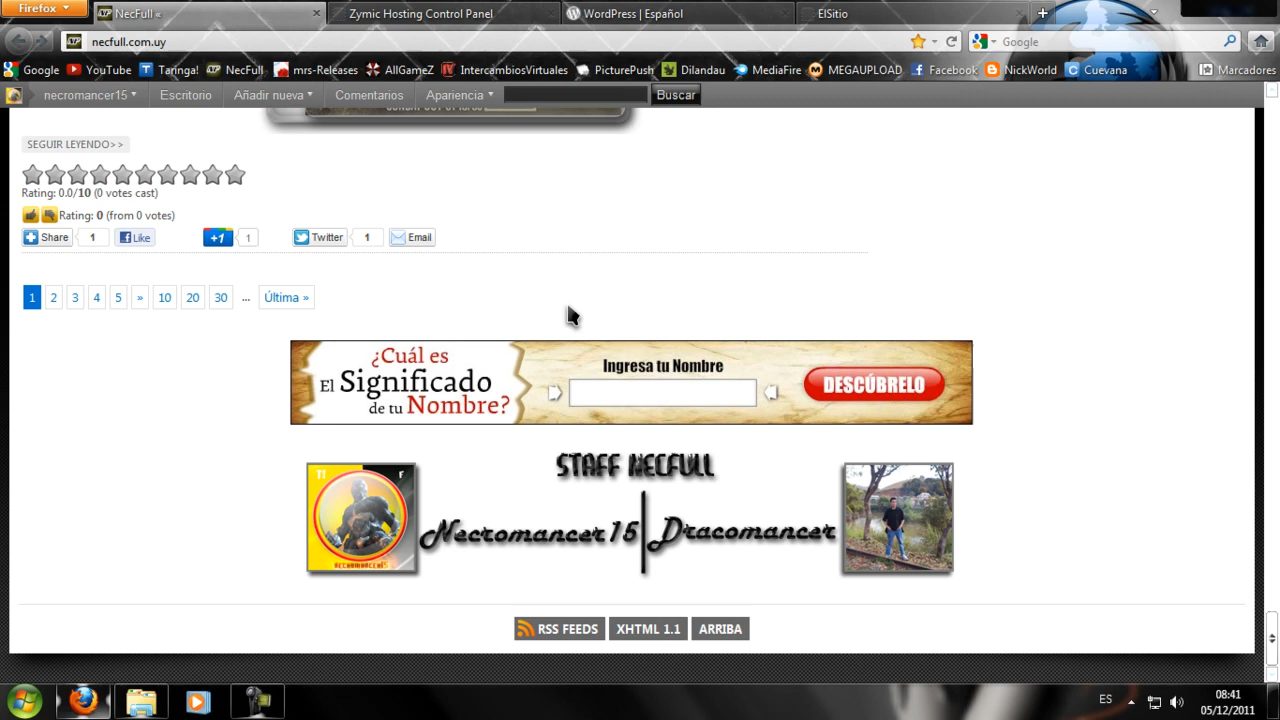 Firefox
NecFull «
Zymic Hosting Control Panel
WordPress | Español
ElSitio
necfull.com.uy
Google
Google
YouTube
Taringa!
NecFull
mrs-Releases
AllGameZ
IntercambiosVirtuales
PicturePush
Dilandau
MediaFire
MEGAUPLOAD
Facebook
NickWorld
Cuevana
Marcadores
necromancer15
Escritorio
Añadir nueva
Comentarios
Apariencia
Buscar
SEGUIR LEYENDO>>
Rating: 0.0/10 (0 votes cast)
Rating: 0 (from 0 votes)
Share 1 Like +1 1 Twitter 1 Email
1 2 3 4 5 » 10 20 30 ... Última »
¿Cuál es
El Significado
de tu Nombre?
Ingresa tu Nombre
DESCÚBRELO
STAFF NECFULL
Necromancer15 Dracomancer
T! F
NECROMANCER15
RSS FEEDS
XHTML 1.1
ARRIBA
ES
08:41
05/12/2011